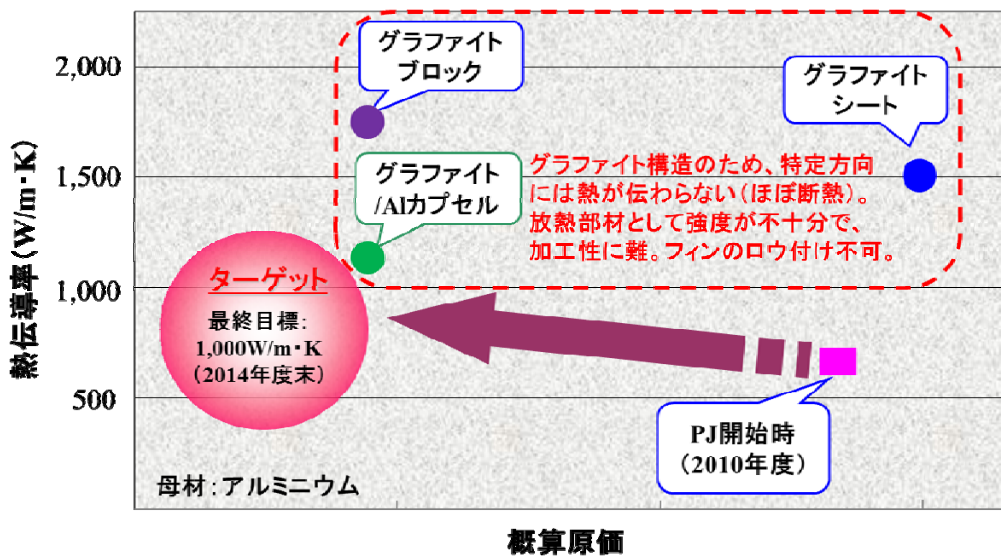 熱伝導率(W/m・K)
2,000
1,500
1,000
500
グラファイト
ブロック
グラファイト
シート
グラファイト
/Alカプセル
グラファイト構造のため、特定方向
には熱が伝わらない(ほぼ断熱)。
放熱部材として強度が不十分で、
加工性に難。フィンのロウ付け不可。
ターゲット
最終目標:
1,000W/m・K
(2014年度末)
PJ開始時
(2010年度)
母材:アルミニウム
概算原価